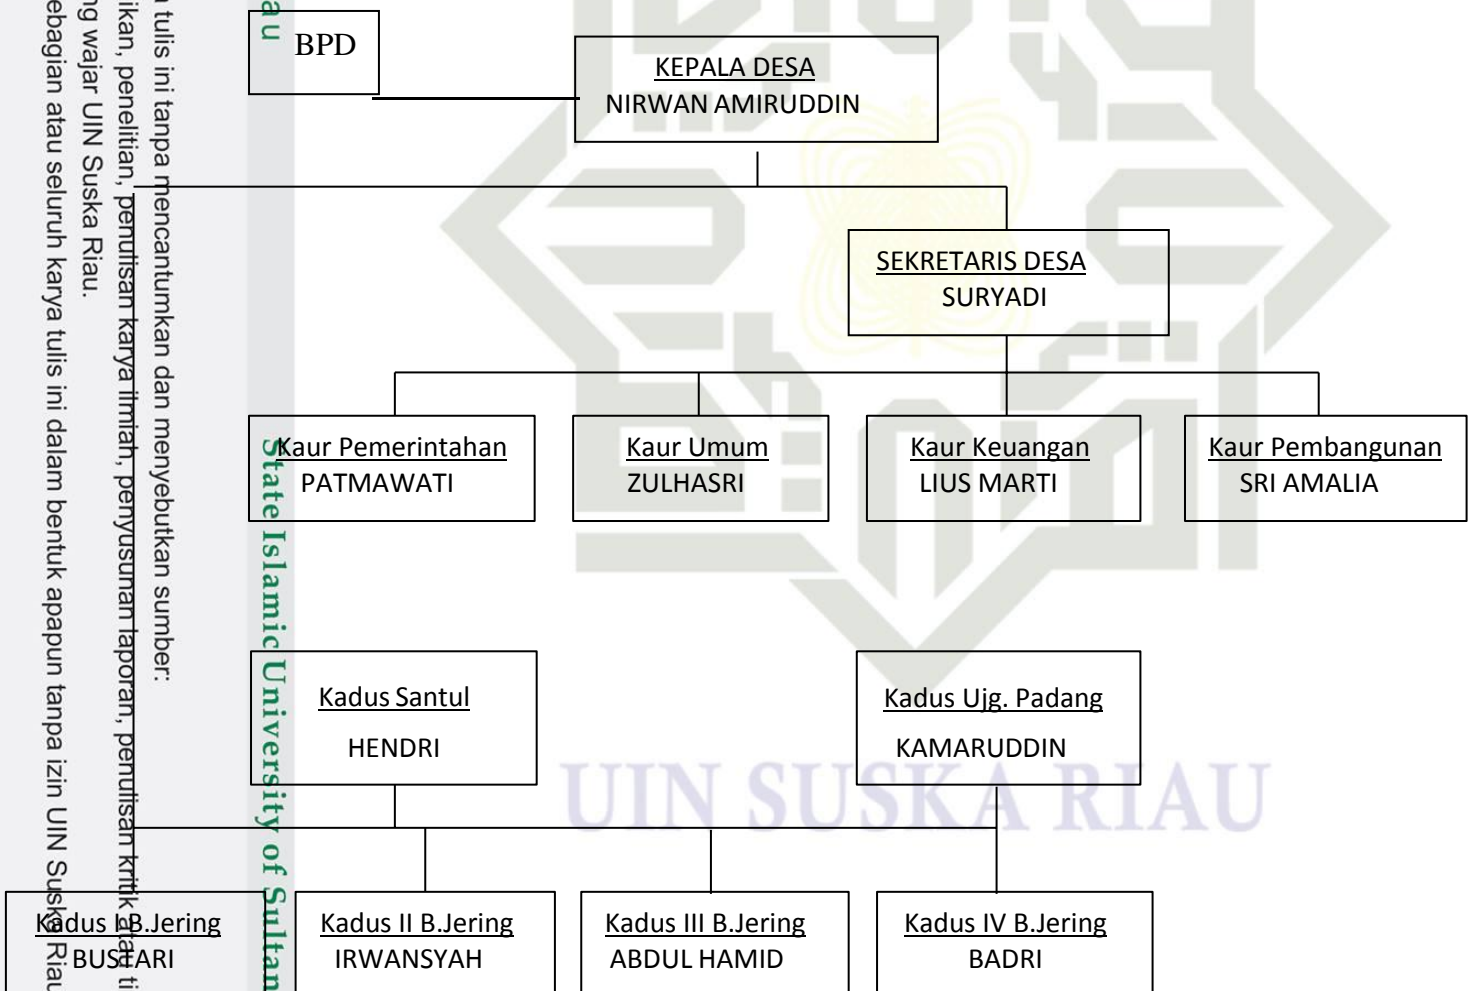 BPD
KEPALA DESA
NIRWAN AMIRUDDIN
SEKRETARIS DESA
SURYADI
Kaur Pemerintahan
PATMAWATI
Kaur Umum
ZULHASRI
Kaur Keuangan
LIUS MARTI
Kaur Pembangunan
SRI AMALIA
Kadus Santul
HENDRI
Kadus Ujg. Padang
KAMARUDDIN
Kadus I B.Jering
BUSTARI
Kadus II B.Jering
IRWANSYAH
Kadus III B.Jering
ABDUL HAMID
Kadus IV B.Jering
BADRI
UIN SUSKA RIAU
au
State Islamic University of Sultan
tulis ini tanpa mencantumkan dan menyebutkan sumber:
ikan, penelitian, penulisan karya ilmiah, penyusunan laporan, penulisan kritik atau ti
ng wajar UIN Suska Riau.
ebagian atau seluruh karya tulis ini dalam bentuk apapun tanpa izin UIN Suska Riau